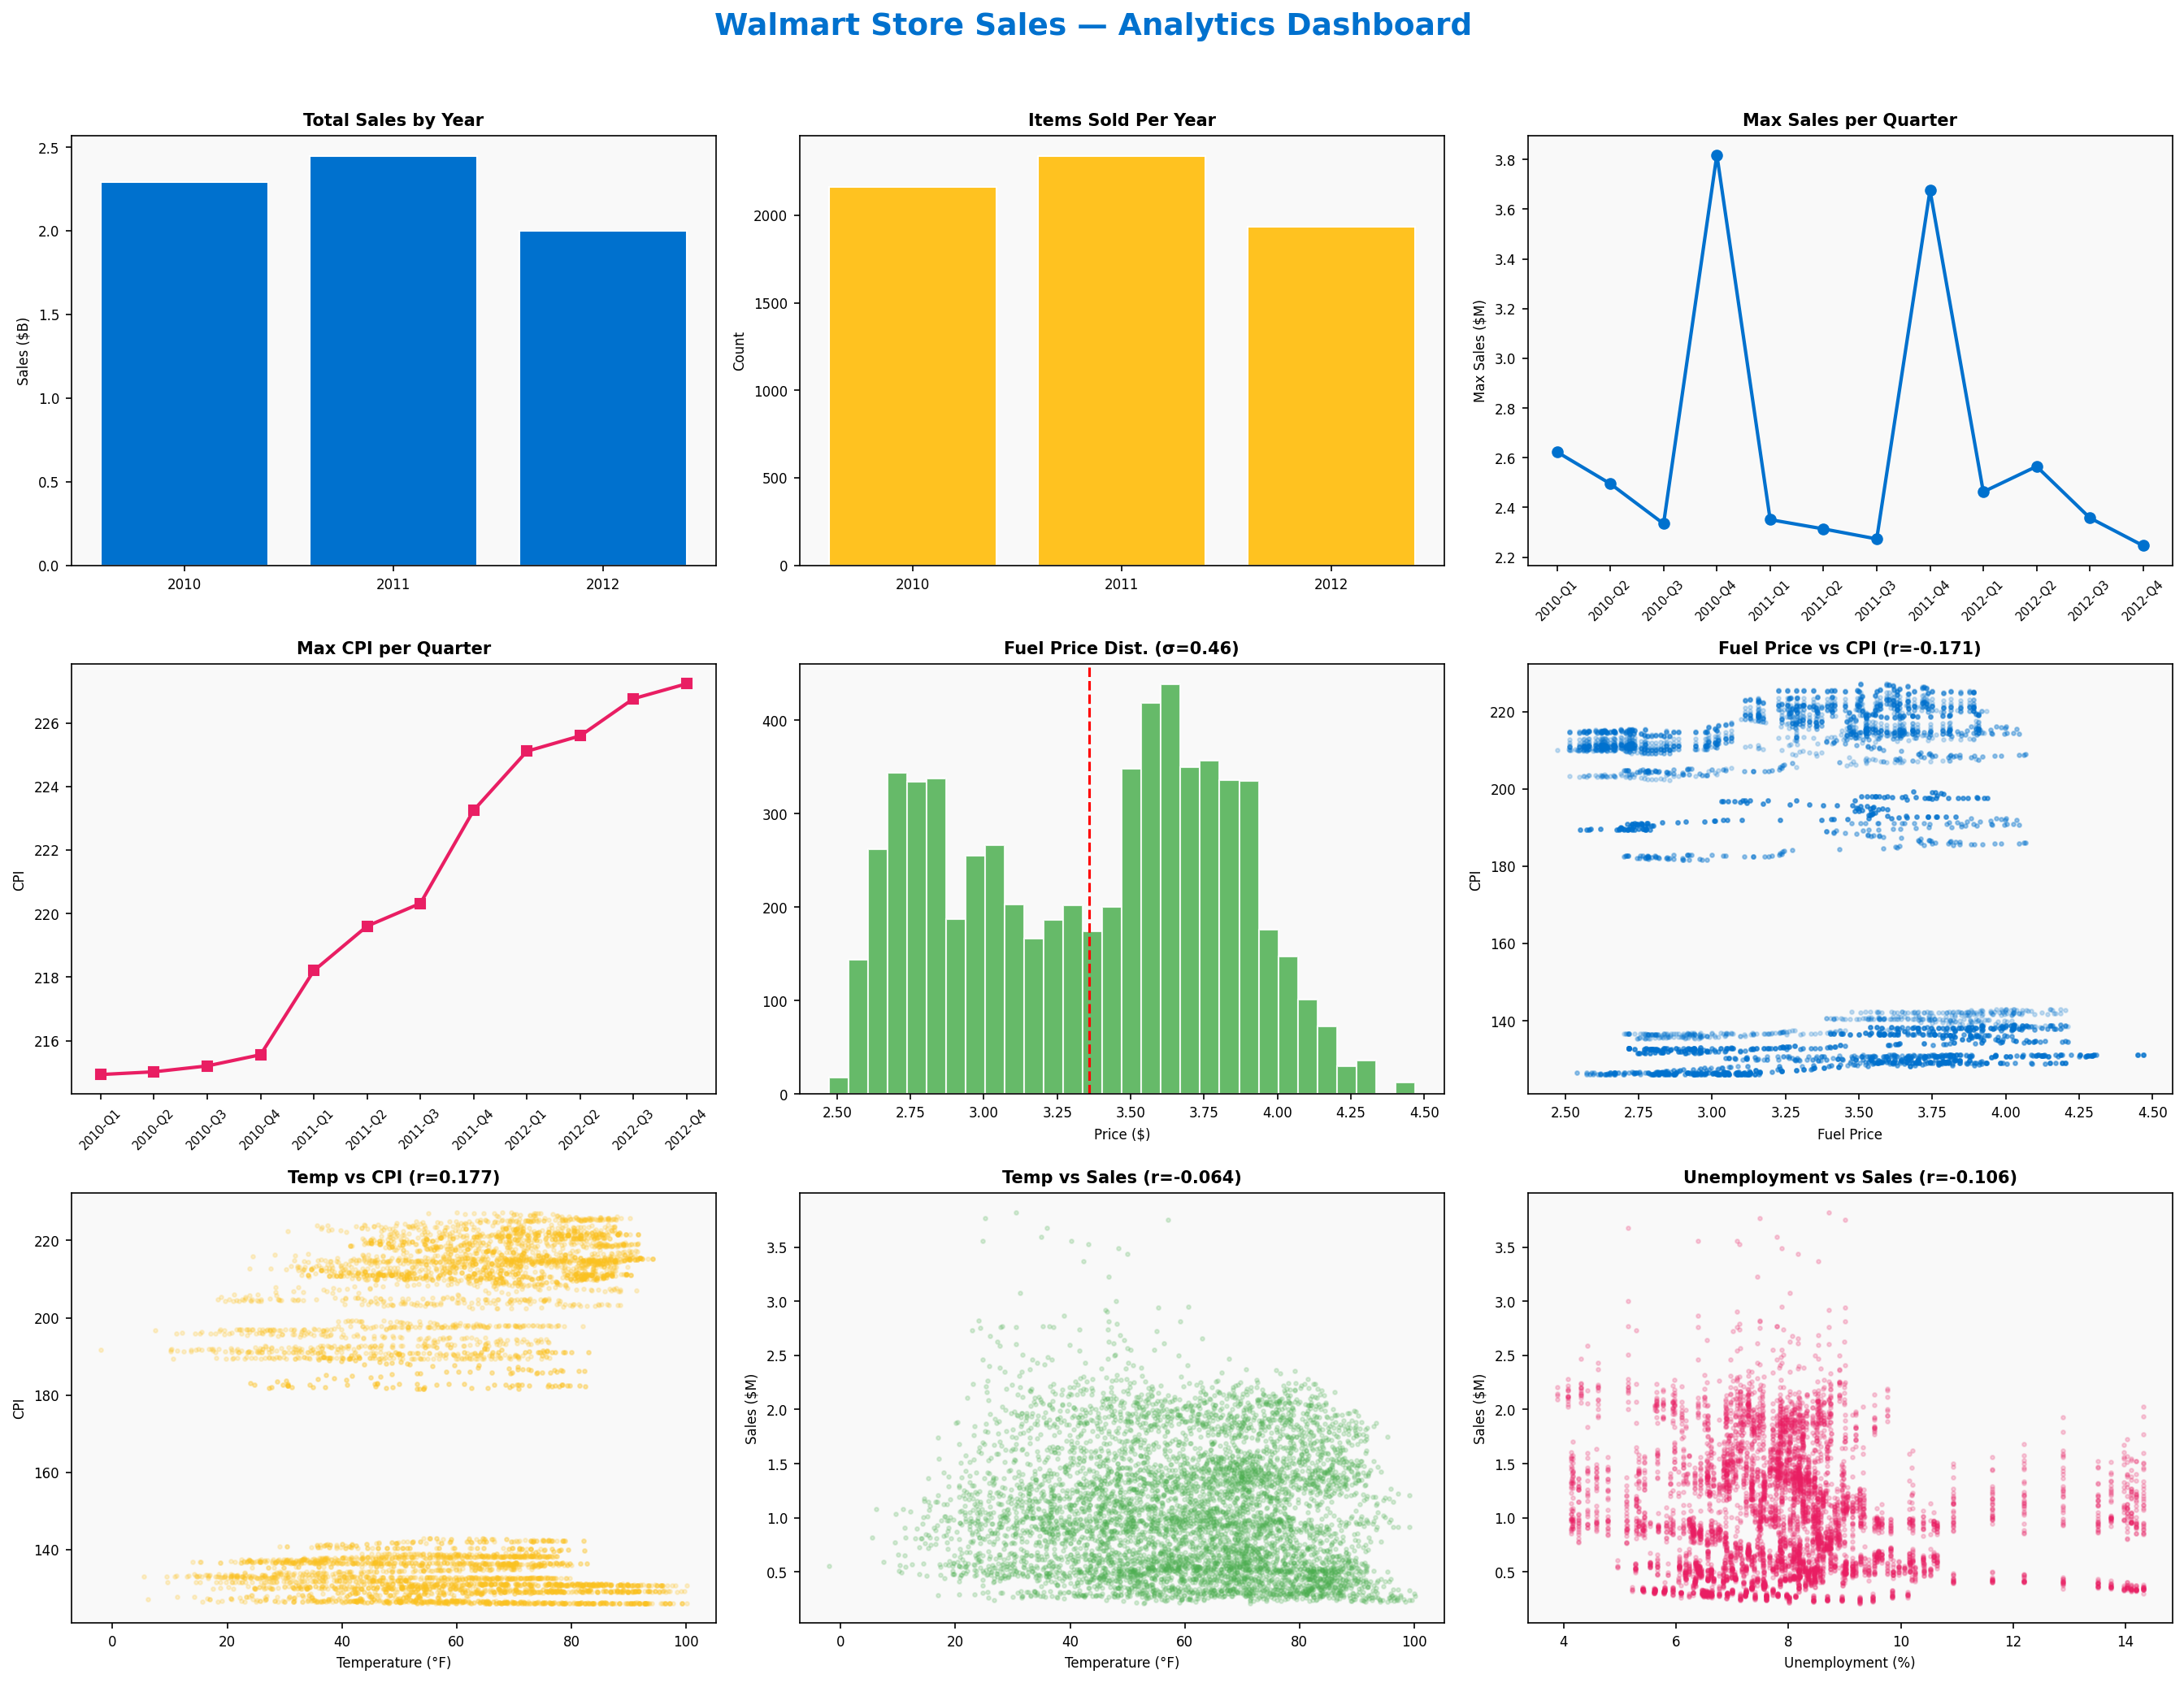 Walmart Store Sales — Analytics Dashboard
Total Sales by Year
Sales ($B)
2.5
2.0
1.5
1.0
0.5
0.0
2010 2011 2012
Items Sold Per Year
Count
2000
1500
1000
500
0
2010 2011 2012
Max Sales per Quarter
Max Sales ($M)
3.8
3.6
3.4
3.2
3.0
2.8
2.6
2.4
2.2
2010-Q1 2010-Q2 2010-Q3 2010-Q4 2011-Q1 2011-Q2 2011-Q3 2011-Q4 2012-Q1 2012-Q2 2012-Q3 2012-Q4
Max CPI per Quarter
CPI
226
224
222
220
218
216
2010-Q1 2010-Q2 2010-Q3 2010-Q4 2011-Q1 2011-Q2 2011-Q3 2011-Q4 2012-Q1 2012-Q2 2012-Q3 2012-Q4
Fuel Price Dist. (σ=0.46)
400
300
200
100
0
2.50 2.75 3.00 3.25 3.50 3.75 4.00 4.25 4.50
Price ($)
Fuel Price vs CPI (r=-0.171)
CPI
220
200
180
160
140
2.50 2.75 3.00 3.25 3.50 3.75 4.00 4.25 4.50
Fuel Price
Temp vs CPI (r=0.177)
CPI
220
200
180
160
140
0 20 40 60 80 100
Temperature (°F)
Temp vs Sales (r=-0.064)
Sales ($M)
3.5
3.0
2.5
2.0
1.5
1.0
0.5
0 20 40 60 80 100
Temperature (°F)
Unemployment vs Sales (r=-0.106)
Sales ($M)
3.5
3.0
2.5
2.0
1.5
1.0
0.5
4 6 8 10 12 14
Unemployment (%)